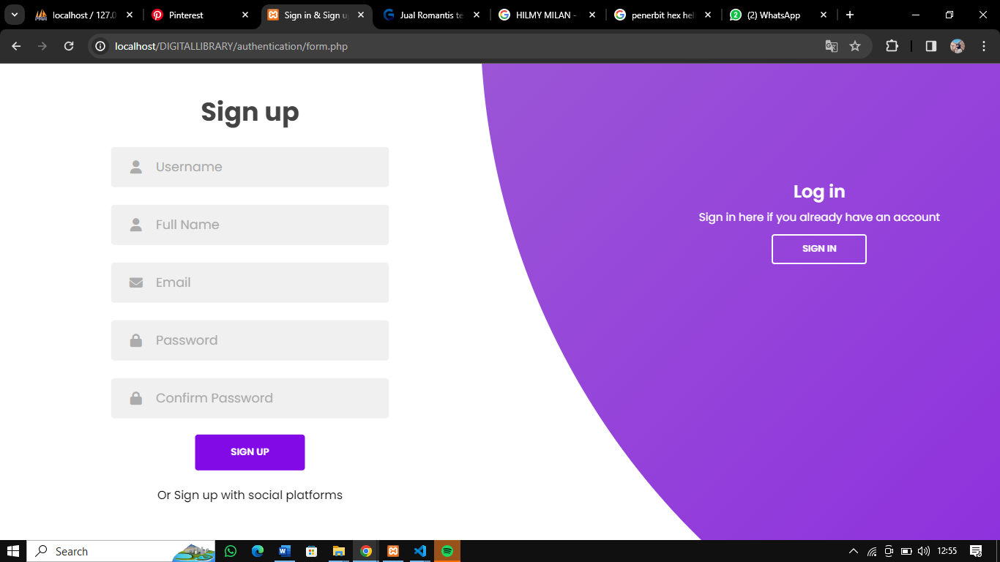 localhost / 127.0
Pinterest
Sign in & Sign u
Jual Romantis te
HILMY MILAN -
penerbit hex hel
(2) WhatsApp
localhost/DIGITALLIBRARY/authentication/form.php
Sign up
Username
Full Name
Email
Password
Confirm Password
SIGN UP
Or Sign up with social platforms
Log in
Sign in here if you already have an account
SIGN IN
Search
12:55